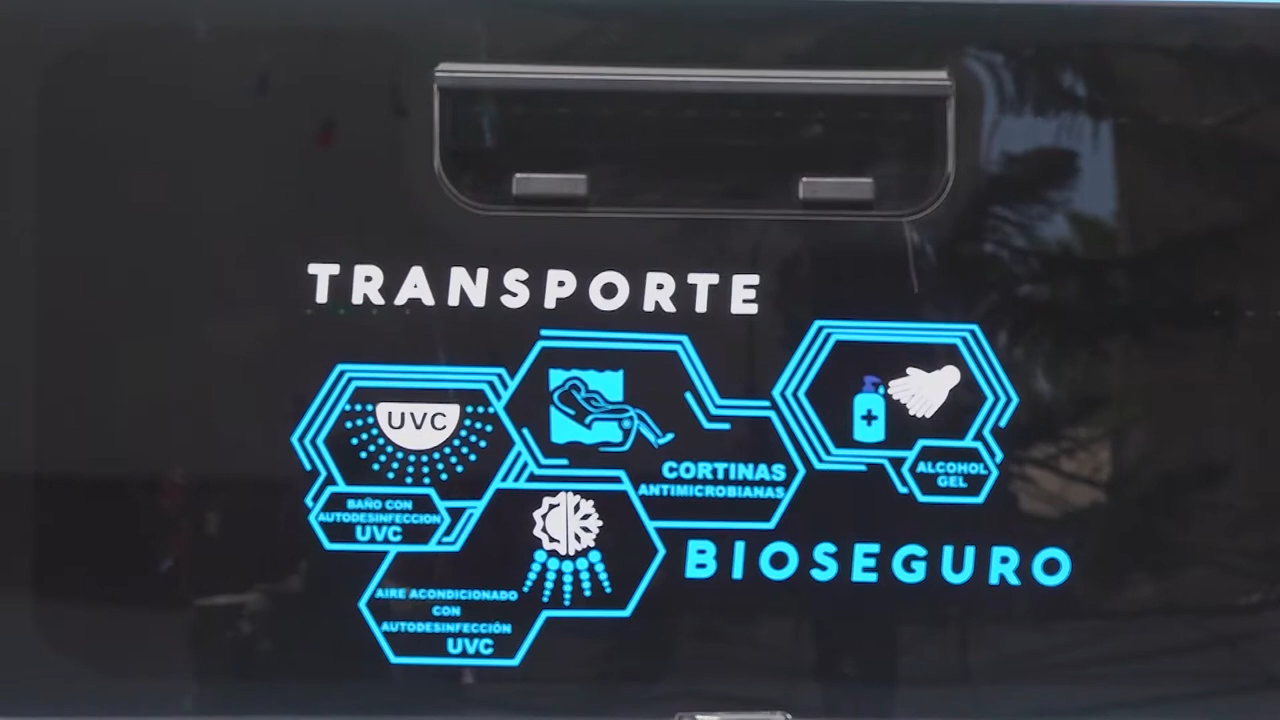 TRANSPORTE
UVC
BAÑO CON
AUTODESINFECCION
UVC
CORTINAS
ANTIMICROBIANAS
ALCOHOL
GEL
AIRE ACONDICIONADO
CON
AUTODESINFECCIÓN
UVC
BIOSEGURO